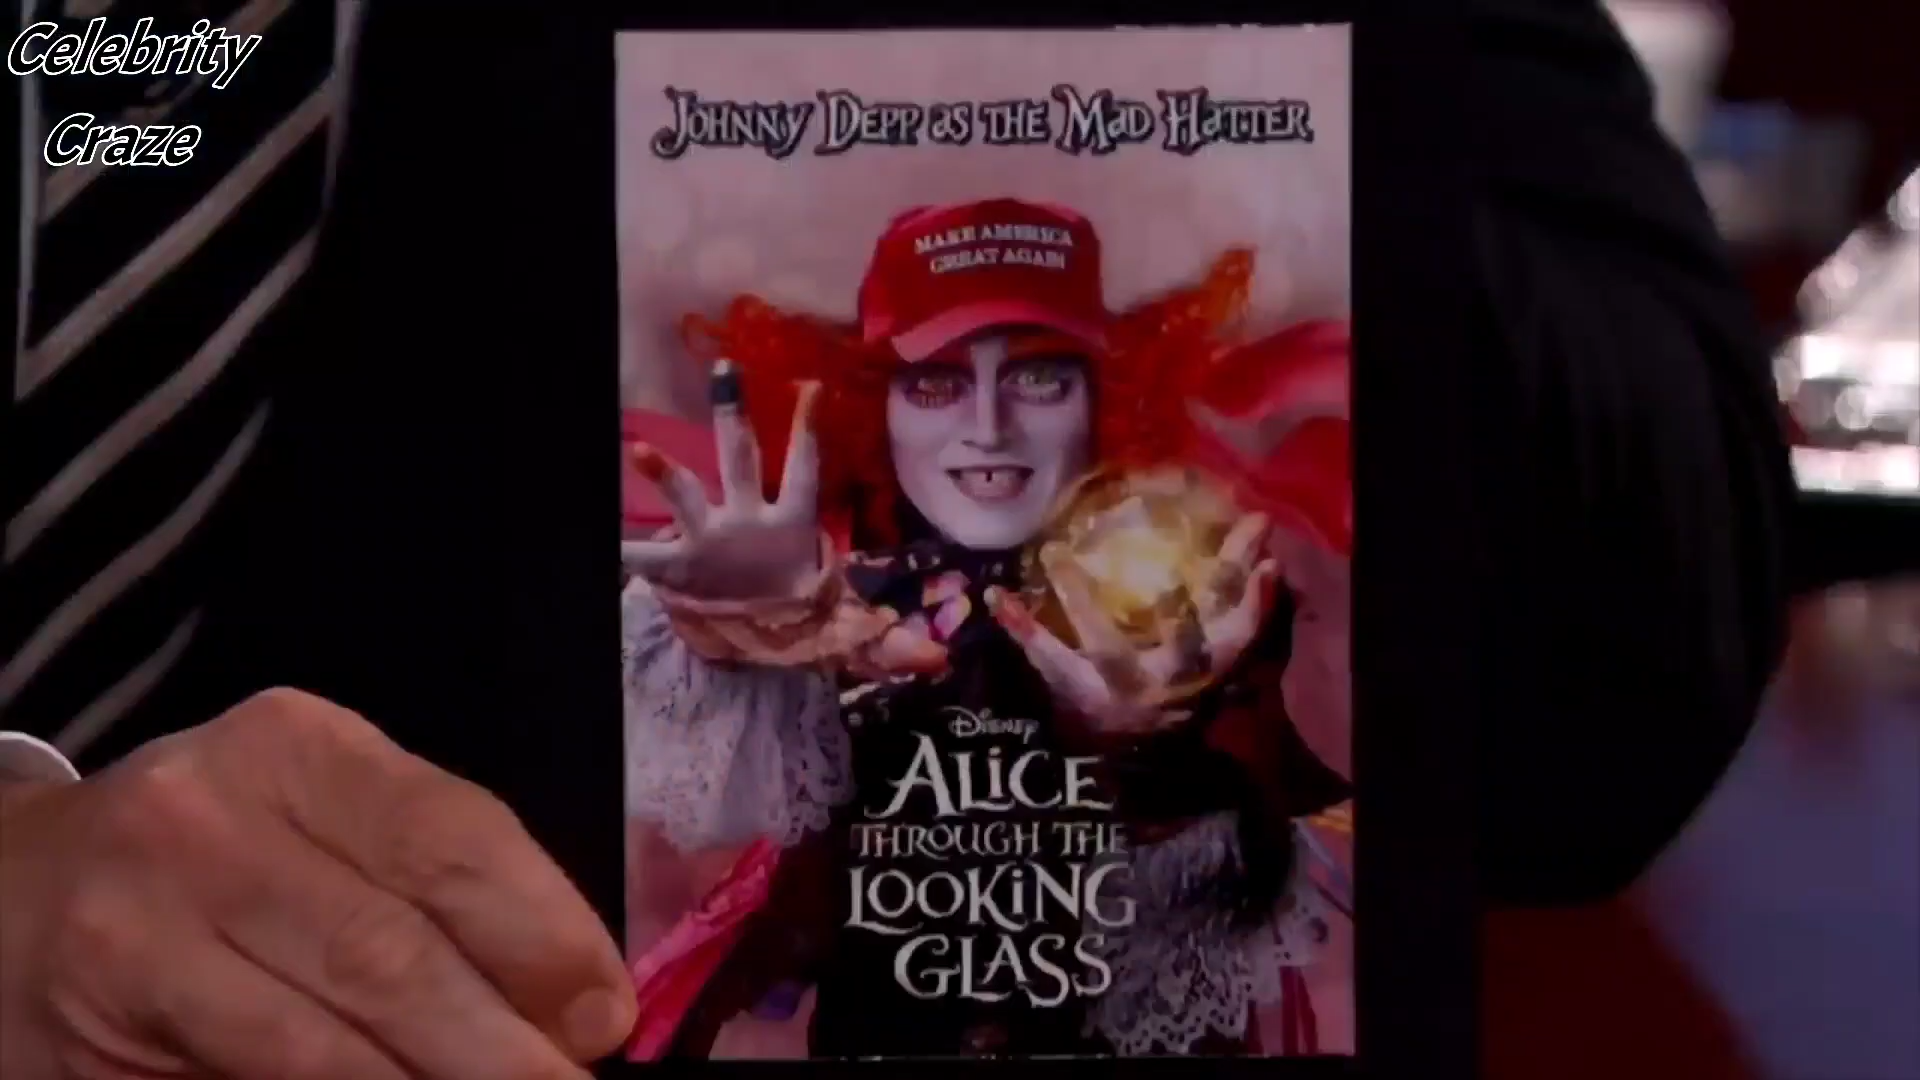 Celebrity
Craze
JOHNNY DEPP as THE MaD HaTTER
MAKE AMERICA
GREAT AGAIN
DisNEY
ALiCE
THROUGH THE
LOOKiNG
GLASS